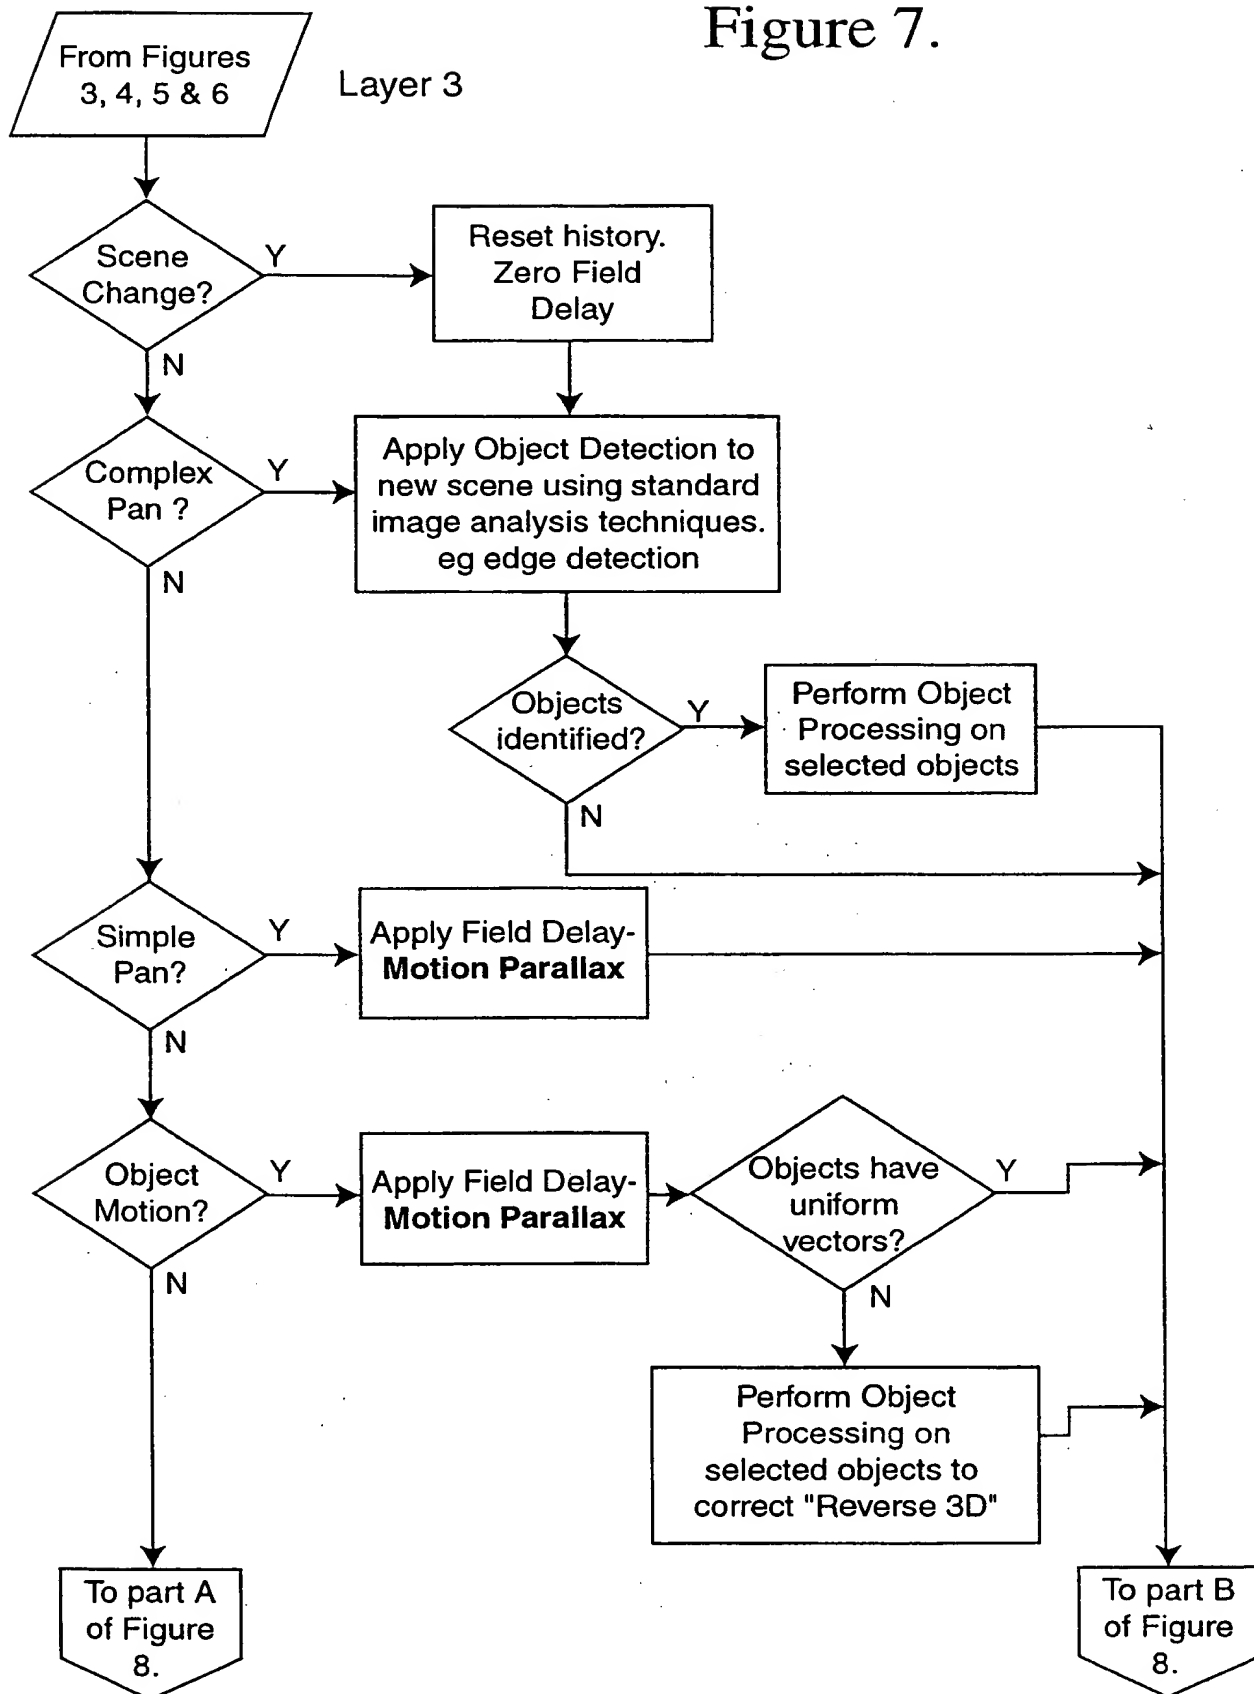 Figure 7.
From Figures
3, 4, 5 & 6
Layer 3
Scene
Change?
Y
N
Reset history.
Zero Field
Delay
Complex
Pan ?
Y
N
Apply Object Detection to
new scene using standard
image analysis techniques.
eg edge detection
Objects
identified?
Y
N
Perform Object
Processing on
selected objects
Simple
Pan?
Y
N
Apply Field Delay-
Motion Parallax
Object
Motion?
Y
N
Apply Field Delay-
Motion Parallax
Objects have
uniform
vectors?
Y
N
Perform Object
Processing on
selected objects to
correct "Reverse 3D"
To part A
of Figure
8.
To part B
of Figure
8.